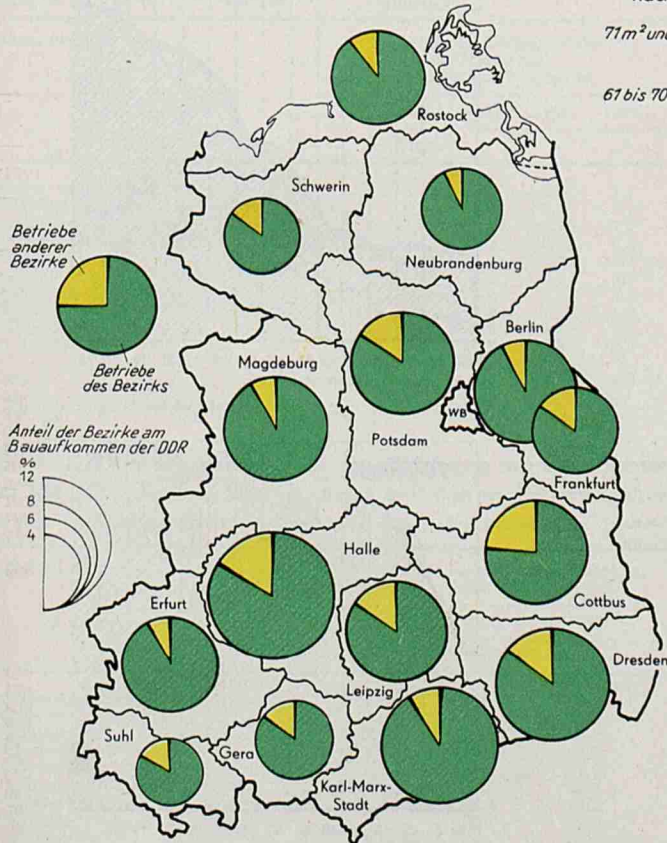 71m² und
61 bis 70
Rostock
Schwerin
Neubrandenburg
Betriebe
anderer
Bezirke
Betriebe
des Bezirks
Berlin
Magdeburg
WB
Potsdam
Frankfurt
Anteil der Bezirke am
Bauaufkommen der DDR
%
12
8
6
4
Halle
Cottbus
Erfurt
Leipzig
Dresden
Suhl
Gera
Karl-Marx-
Stadt